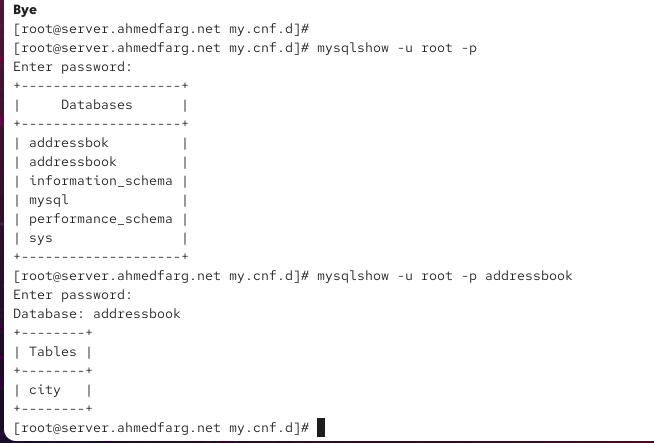 Bye
[root@server.ahmedfarg.net my.cnf.d]#
[root@server.ahmedfarg.net my.cnf.d]# mysqlshow -u root -p
Enter password:
+--------------------+
|     Databases      |
+--------------------+
| addressbok         |
| addressbook        |
| information_schema |
| mysql              |
| performance_schema |
| sys                |
+--------------------+
[root@server.ahmedfarg.net my.cnf.d]# mysqlshow -u root -p addressbook
Enter password:
Database: addressbook
+--------+
| Tables |
+--------+
| city   |
+--------+
[root@server.ahmedfarg.net my.cnf.d]#